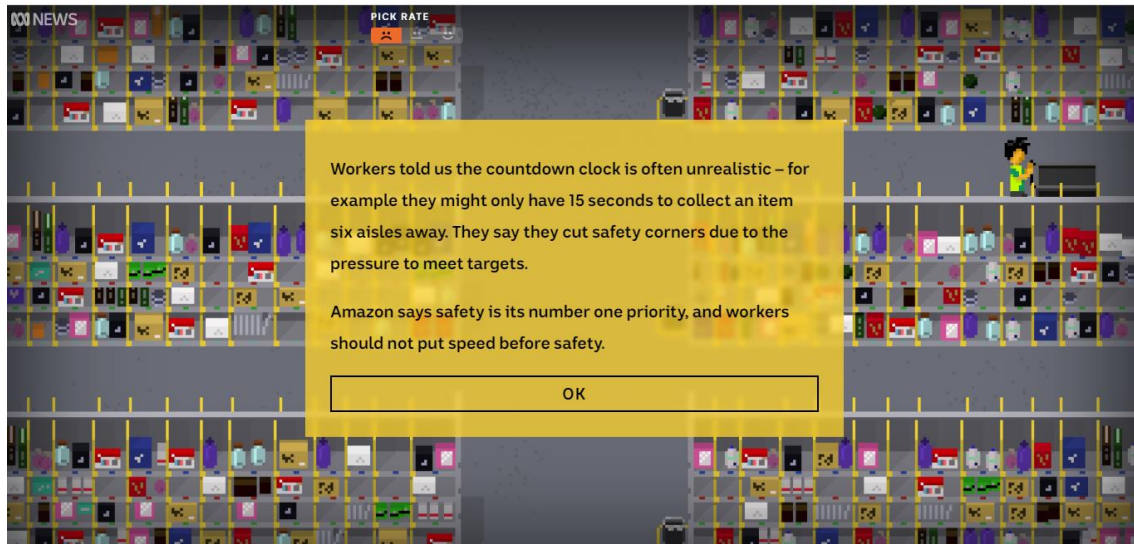 NEWS
PICK RATE
Workers told us the countdown clock is often unrealistic – for
example they might only have 15 seconds to collect an item
six aisles away. They say they cut safety corners due to the
pressure to meet targets.
Amazon says safety is its number one priority, and workers
should not put speed before safety.
OK